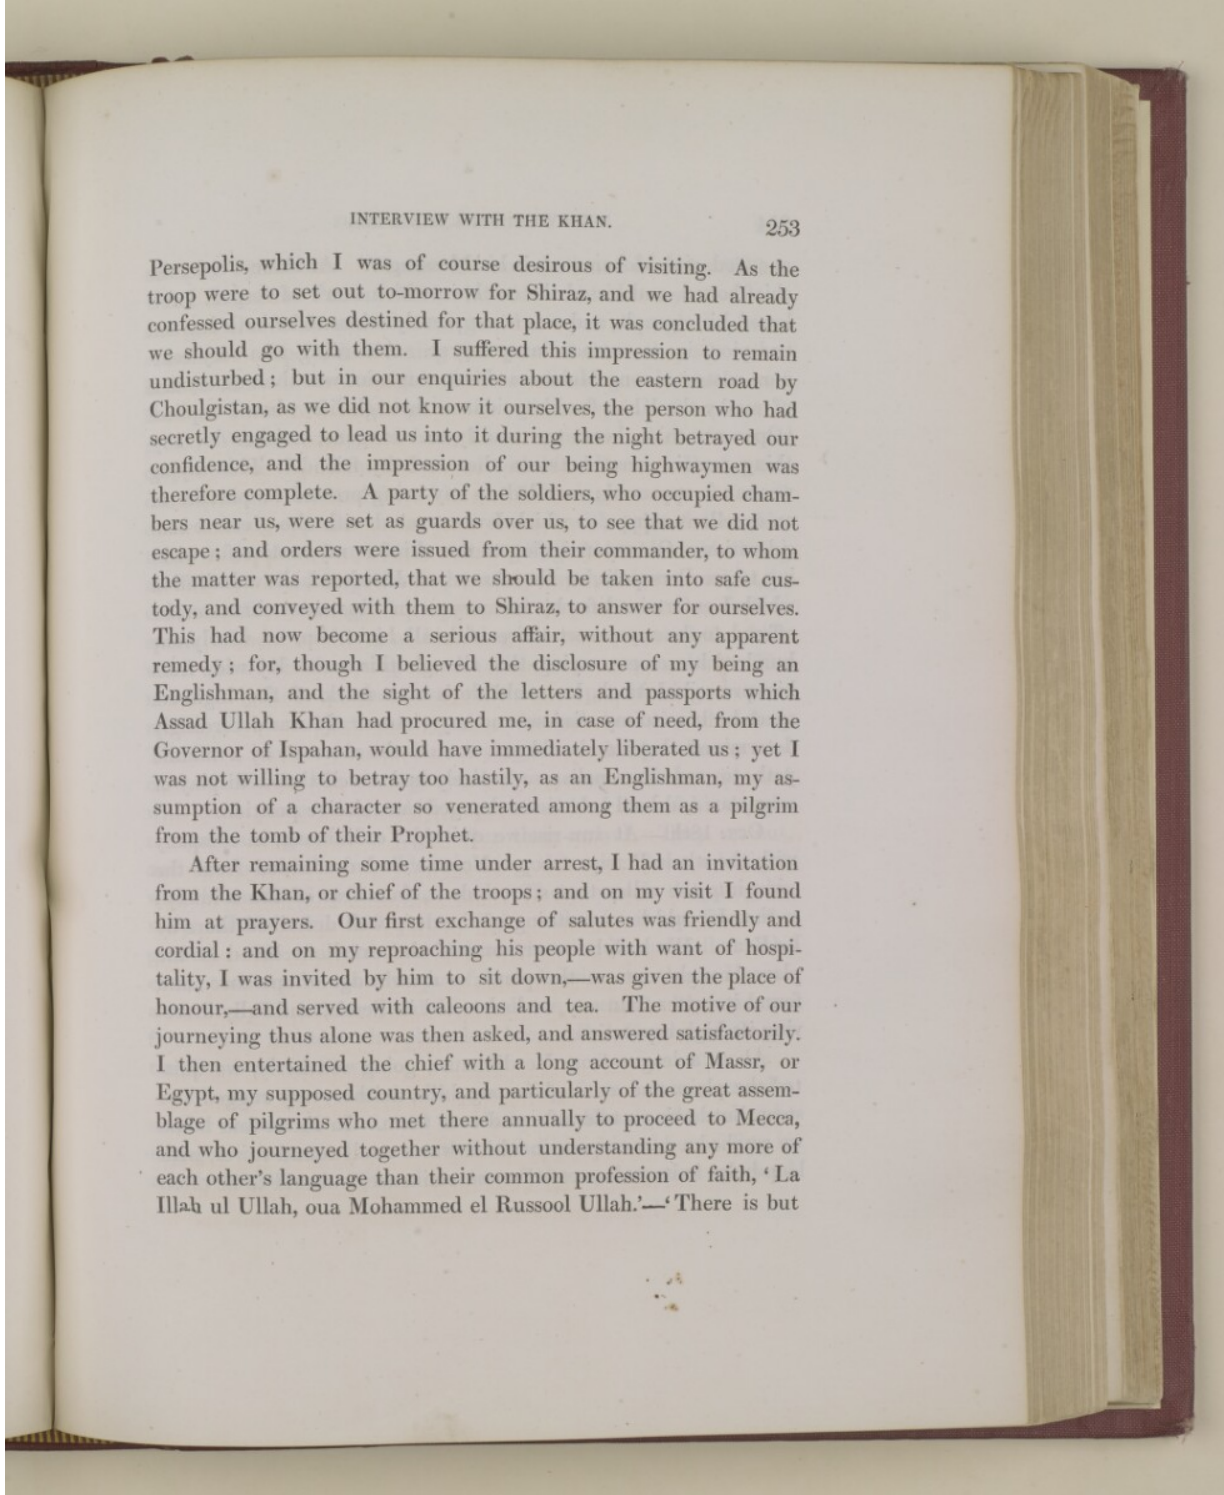 INTERVIEW WITH THE KHAN. 253
Persepolis, which I was of course desirous of visiting. As the
troop were to set out to-morrow for Shiraz, and we had already
confessed ourselves destined for that place, it was concluded that
we should go with them. I suffered this impression to remain
undisturbed; but in our enquiries about the eastern road by
Choulgistan, as we did not know it ourselves, the person who had
secretly engaged to lead us into it during the night betrayed our
confidence, and the impression of our being highwaymen was
therefore complete. A party of the soldiers, who occupied cham-
bers near us, were set as guards over us, to see that we did not
escape; and orders were issued from their commander, to whom
the matter was reported, that we should be taken into safe cus-
tody, and conveyed with them to Shiraz, to answer for ourselves.
This had now become a serious affair, without any apparent
remedy; for, though I believed the disclosure of my being an
Englishman, and the sight of the letters and passports which
Assad Ullah Khan had procured me, in case of need, from the
Governor of Ispahan, would have immediately liberated us; yet I
was not willing to betray too hastily, as an Englishman, my as-
sumption of a character so venerated among them as a pilgrim
from the tomb of their Prophet.
After remaining some time under arrest, I had an invitation
from the Khan, or chief of the troops; and on my visit I found
him at prayers. Our first exchange of salutes was friendly and
cordial: and on my reproaching his people with want of hospi-
tality, I was invited by him to sit down,—was given the place of
honour,—and served with caleoons and tea. The motive of our
journeying thus alone was then asked, and answered satisfactorily.
I then entertained the chief with a long account of Massr, or
Egypt, my supposed country, and particularly of the great assem-
blage of pilgrims who met there annually to proceed to Mecca,
and who journeyed together without understanding any more of
each other's language than their common profession of faith, 'La
Illah ul Ullah, oua Mohammed el Russool Ullah.'—'There is but